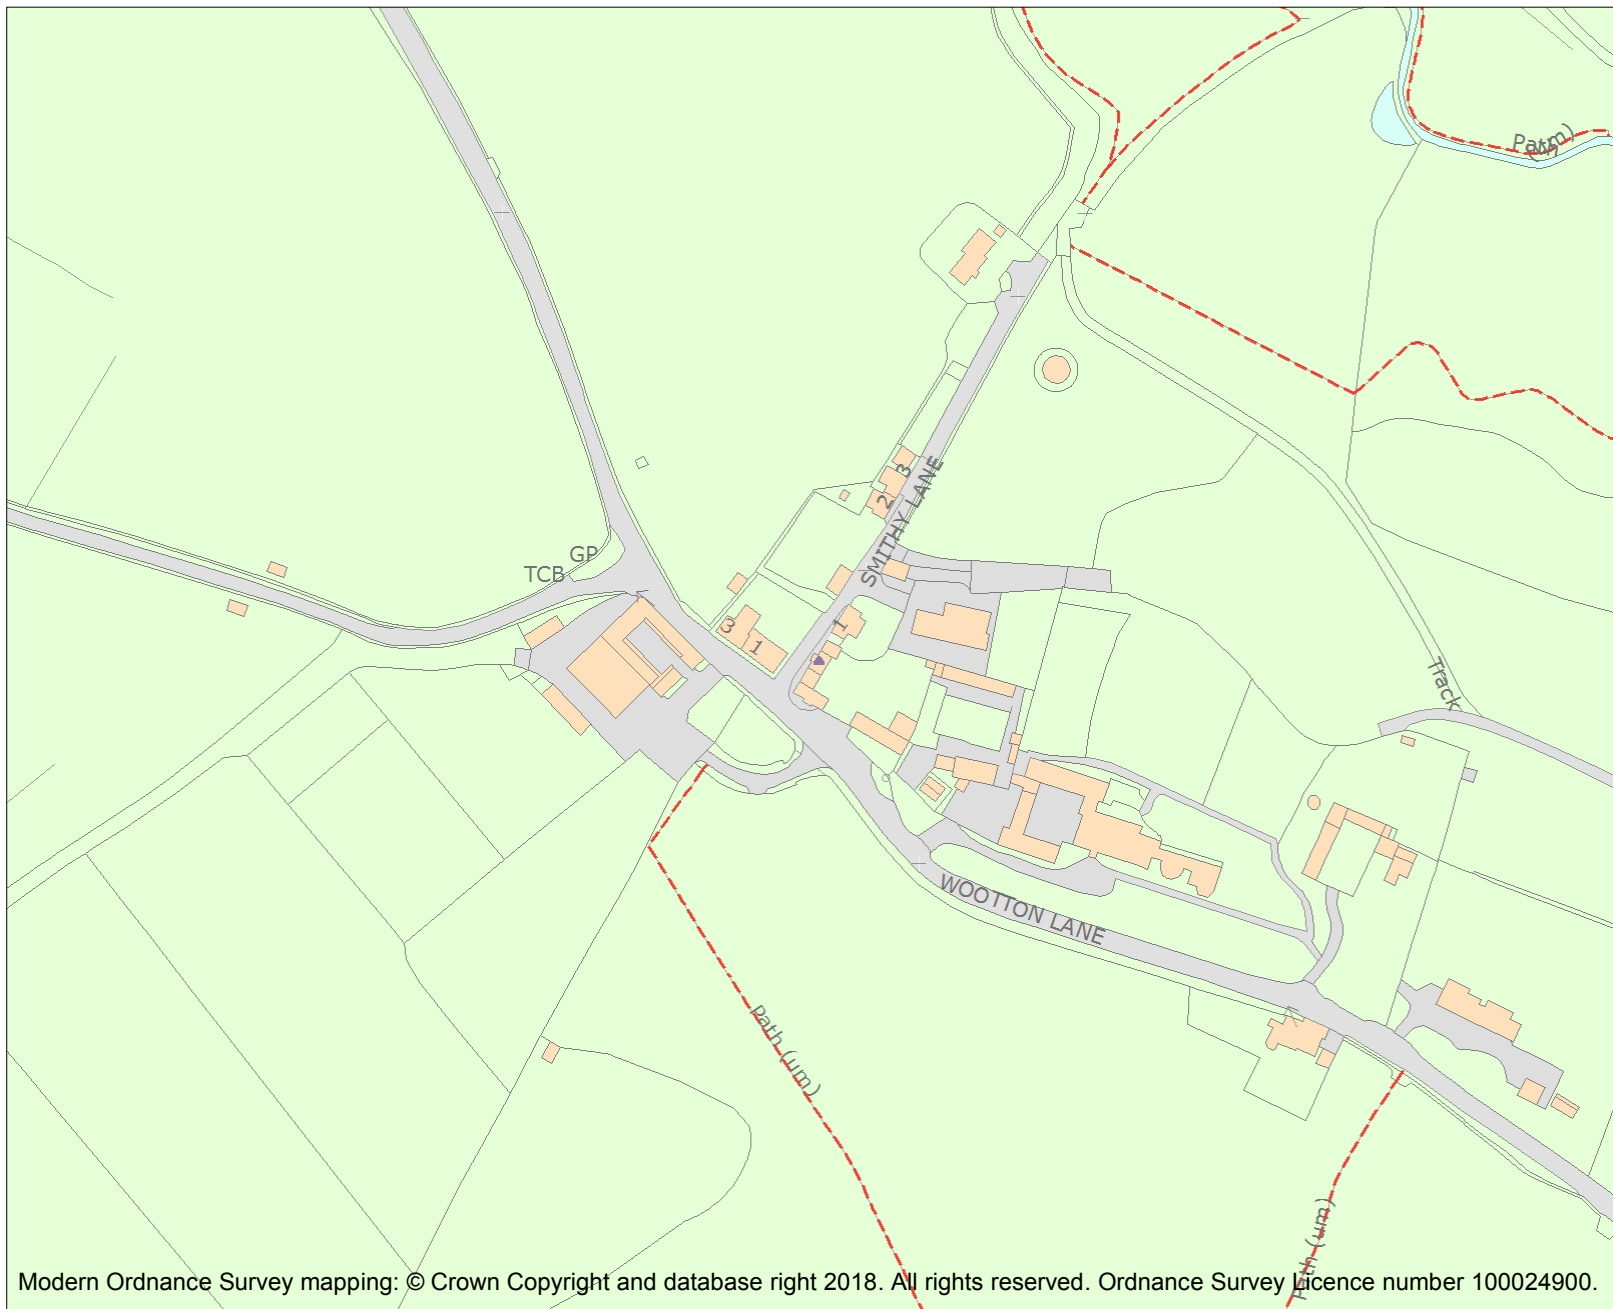 Path
(um)
SMITHY LANE
3
2
GP
TCB
3
1
1
Track
WOOTTON LANE
Path (um)
Path (um)
Modern Ordnance Survey mapping: © Crown Copyright and database right 2018. All rights reserved. Ordnance Survey Licence number 100024900.